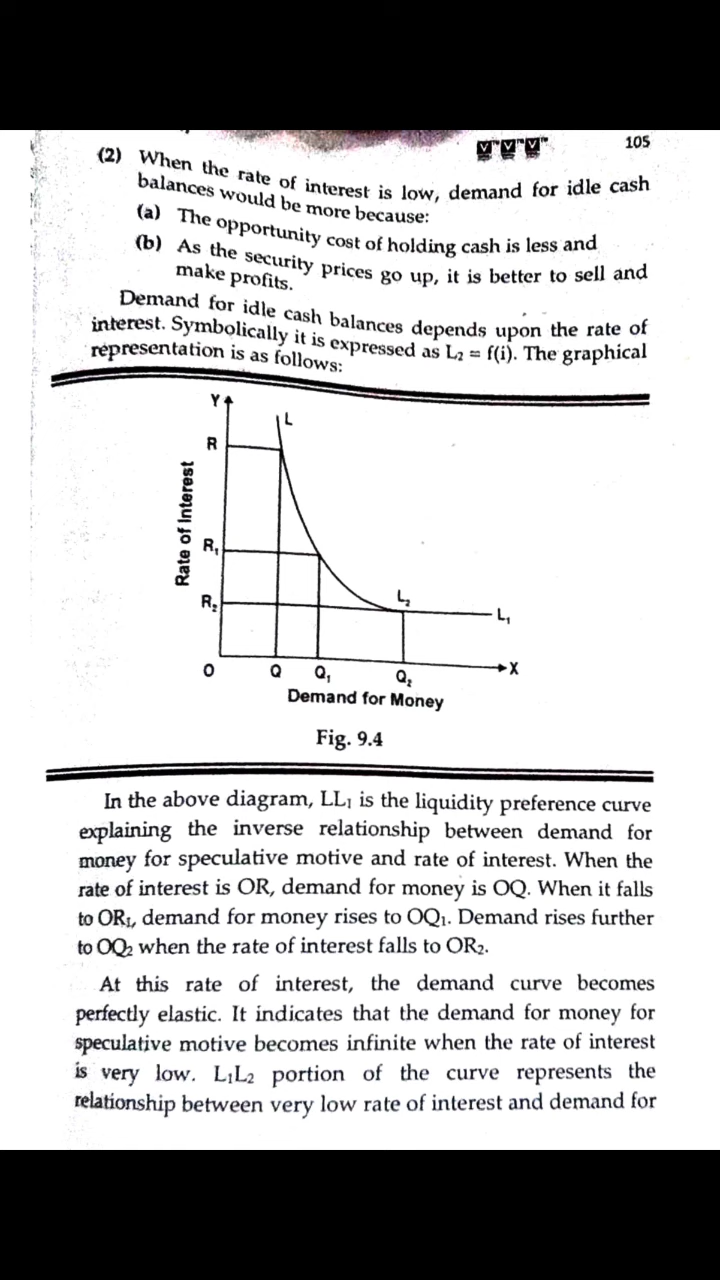 105
(2) When the rate of interest is low, demand for idle cash
balances would be more because:
(a) The opportunity cost of holding cash is less and
(b) As the security prices go up, it is better to sell and
make profits.
Demand for idle cash balances depends upon the rate of
interest. Symbolically it is expressed as L₂ = f(i). The graphical
representation is as follows:
Y
L
R
Rate of Interest
R₁
R₂
L₂
L₁
O
Q
Q₁
Q₂
X
Demand for Money
Fig. 9.4
In the above diagram, LL₁ is the liquidity preference curve
explaining the inverse relationship between demand for
money for speculative motive and rate of interest. When the
rate of interest is OR, demand for money is OQ. When it falls
to OR₁, demand for money rises to OQ₁. Demand rises further
to OQ₂ when the rate of interest falls to OR₂.
At this rate of interest, the demand curve becomes
perfectly elastic. It indicates that the demand for money for
speculative motive becomes infinite when the rate of interest
is very low. L₁L₂ portion of the curve represents the
relationship between very low rate of interest and demand for